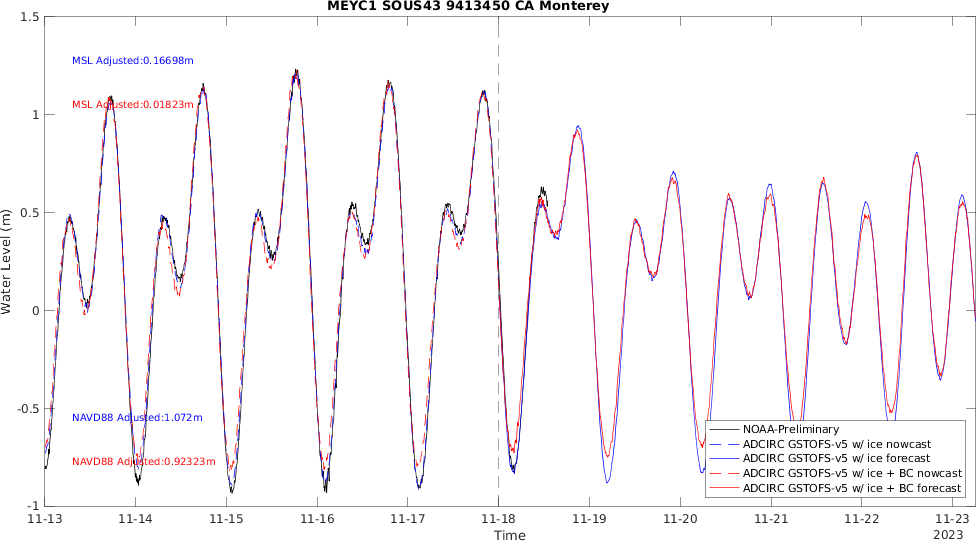 MEYC1 SOUS43 9413450 CA Monterey
1.5
1
0.5
0
-0.5
-1
Water Level (m)
MSL Adjusted:0.16698m
MSL Adjusted:0.01823m
NAVD88 Adjusted:1.072m
NAVD88 Adjusted:0.92323m
NOAA-Preliminary
ADCIRC GSTOFS-v5 w/ ice nowcast
ADCIRC GSTOFS-v5 w/ ice forecast
ADCIRC GSTOFS-v5 w/ ice + BC nowcast
ADCIRC GSTOFS-v5 w/ ice + BC forecast
11-13 11-14 11-15 11-16 11-17 11-18 11-19 11-20 11-21 11-22 11-23
Time
2023